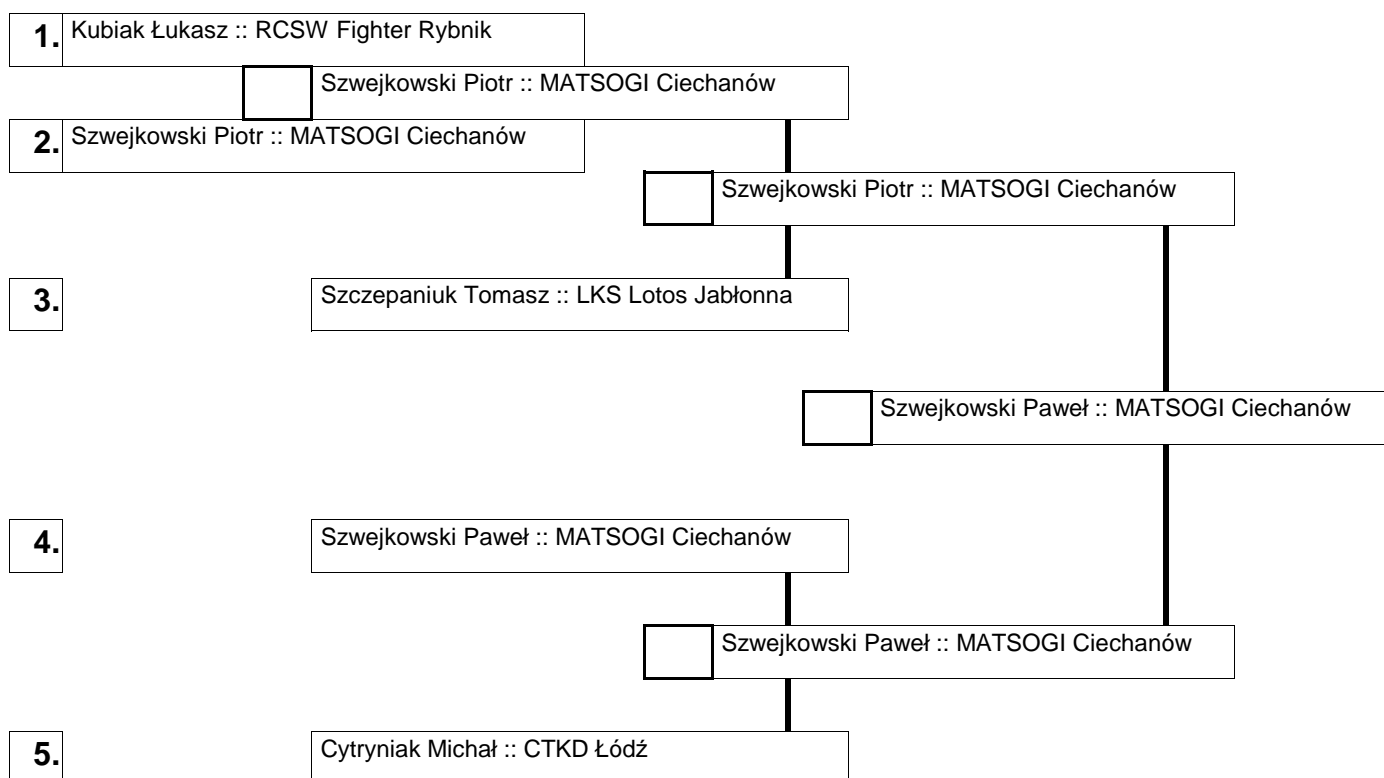 1. Kubiak Łukasz :: RCSW Fighter Rybnik
Szwejkowski Piotr :: MATSOGI Ciechanów
2. Szwejkowski Piotr :: MATSOGI Ciechanów
Szwejkowski Piotr :: MATSOGI Ciechanów
3. Szczepaniuk Tomasz :: LKS Lotos Jabłonna
Szwejkowski Paweł :: MATSOGI Ciechanów
4. Szwejkowski Paweł :: MATSOGI Ciechanów
Szwejkowski Paweł :: MATSOGI Ciechanów
5. Cytryniak Michał :: CTKD Łódź